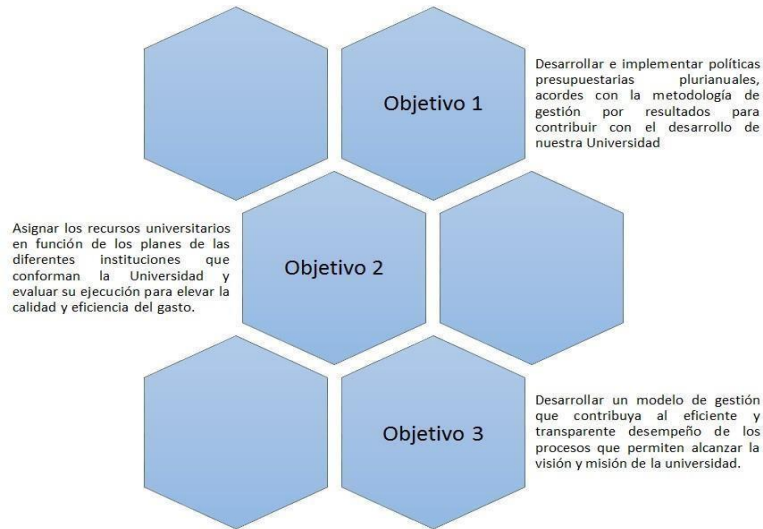 Objetivo 1
Desarrollar e implementar políticas
presupuestarias plurianuales,
acordes con la metodología de
gestión por resultados para
contribuir con el desarrollo de
nuestra Universidad
Asignar los recursos universitarios
en función de los planes de las
diferentes instituciones que
conforman la Universidad y
evaluar su ejecución para elevar la
calidad y eficiencia del gasto.
Objetivo 2
Objetivo 3
Desarrollar un modelo de gestión
que contribuya al eficiente y
transparente desempeño de los
procesos que permiten alcanzar la
visión y misión de la universidad.